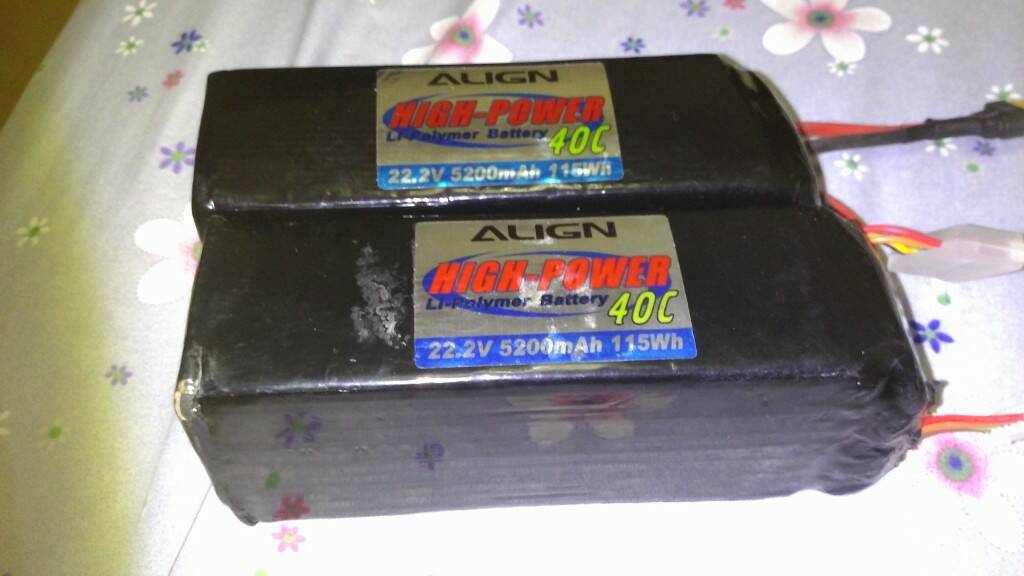 ALIGN
HIGH-POWER
Li-Polymer Battery
40C
22.2V 5200mAh 115Wh
ALIGN
HIGH-POWER
Li-Polymer Battery
40C
22.2V 5200mAh 115Wh